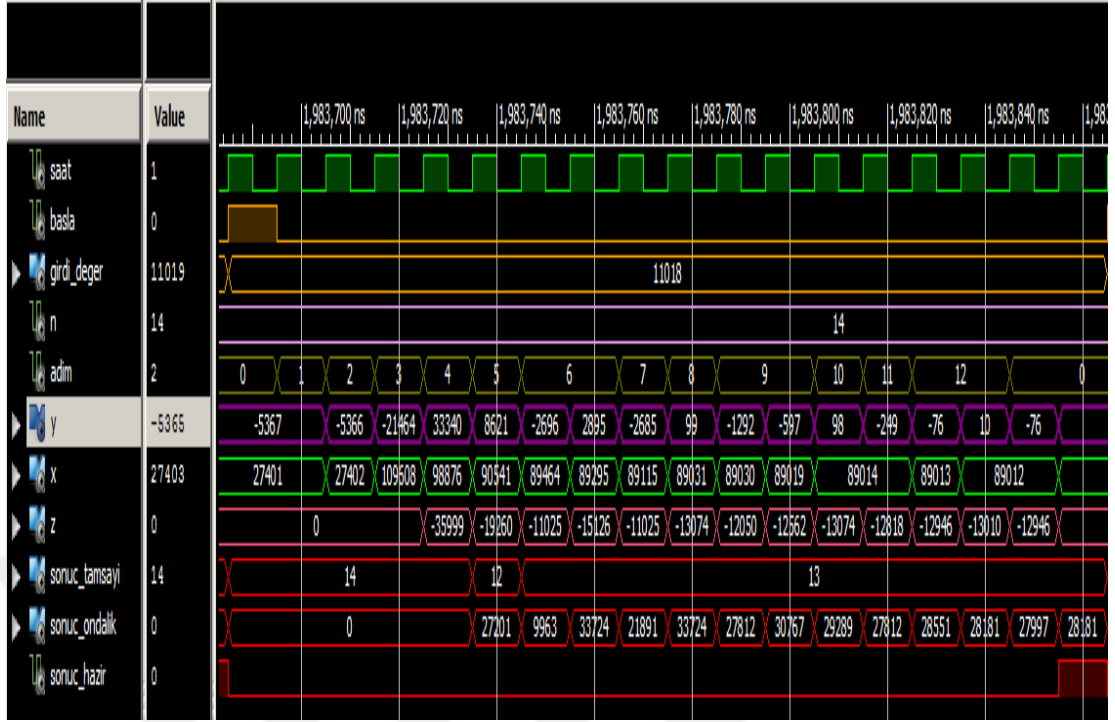 Name Value 1,983,700 ns 1,983,720 ns 1,983,740 ns 1,983,760 ns 1,983,780 ns 1,983,800 ns 1,983,820 ns 1,983,840 ns 1,983
saat 1
basla 0
girdi_deger 11019 11018
n 14 14
adim 2 0 1 2 3 4 5 6 7 8 9 10 11 12 0
y -5365 -5367 -5366 -21464 33340 8621 -2696 2895 -2685 99 -1292 -597 98 -249 -76 10 -76
x 27403 27401 27402 109608 98876 90541 89464 89295 89115 89031 89030 89019 89014 89013 89012
z 0 0 -35999 -19260 -11025 -15126 -11025 -13074 -12050 -12562 -13074 -12818 -12946 -13010 -12946
sonuc_tamsayi 14 14 12 13
sonuc_ondalik 0 0 27201 9963 33724 21891 33724 27812 30767 29289 27812 28551 28181 27997 28181
sonuc_hazir 0